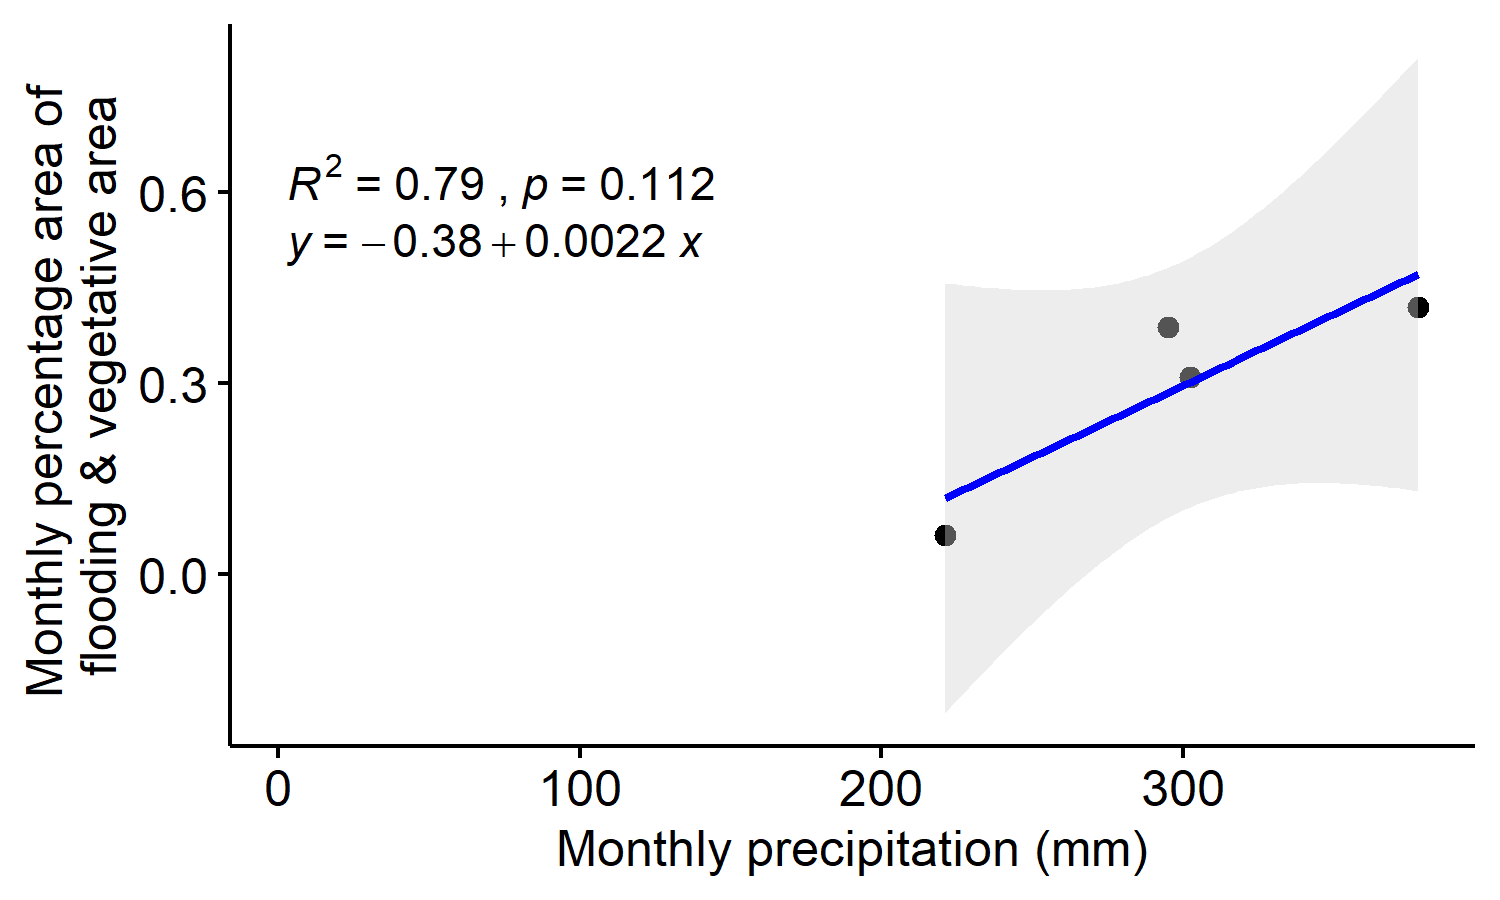 Monthly percentage area of
flooding & vegetative area
R² = 0.79 , p = 0.112
y = −0.38 + 0.0022 x
0.6
0.3
0.0
0 100 200 300
Monthly precipitation (mm)